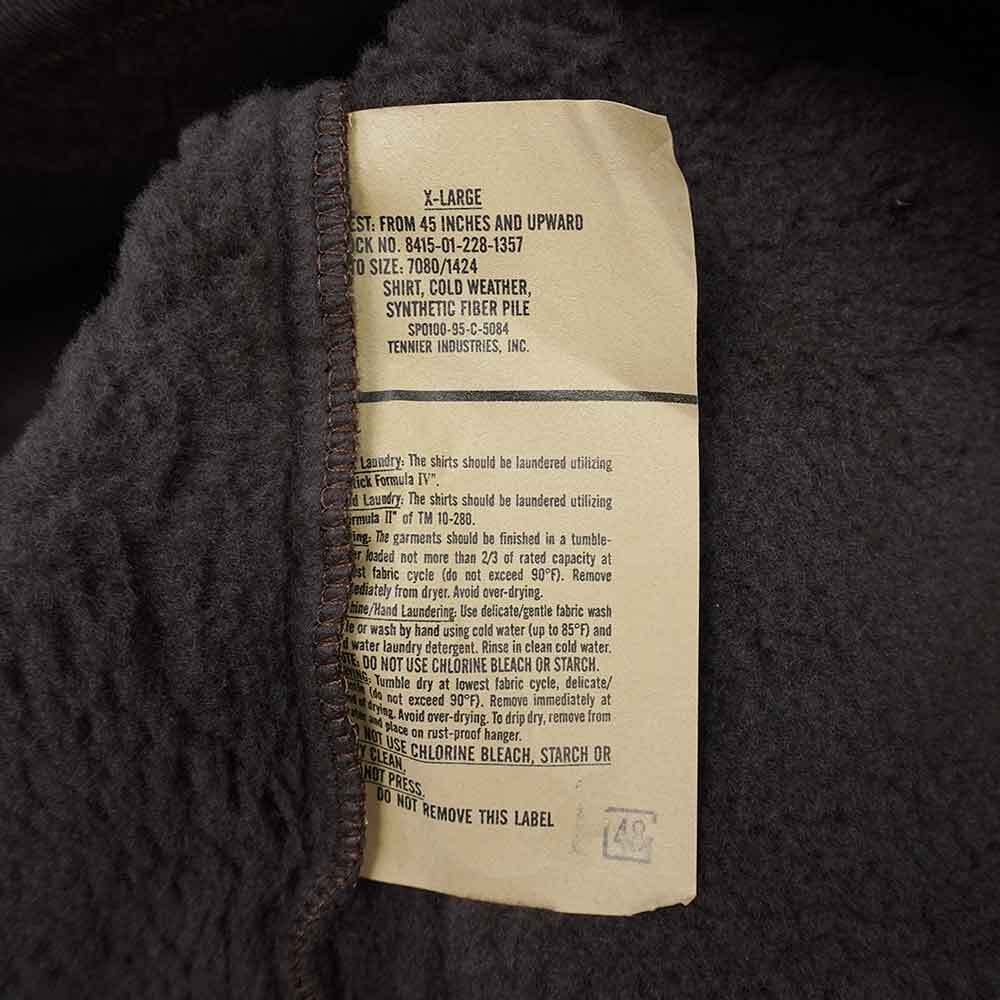 X-LARGE
EST: FROM 45 INCHES AND UPWARD
CK NO. 8415-01-228-1357
TO SIZE: 7080/1424
SHIRT, COLD WEATHER,
SYNTHETIC FIBER PILE
SPO100-95-C-5084
TENNIER INDUSTRIES, INC.
Laundry: The shirts should be laundered utilizing
tick Formula IV".
d Laundry: The shirts should be laundered utilizing
ormula II" of TM 10-280.
ing: The garments should be finished in a tumble-
er loaded not more than 2/3 of rated capacity at
st fabric cycle (do not exceed 90°F). Remove
ediately from dryer. Avoid over-drying.
hine/Hand Laundering: Use delicate/gentle fabric wash
le or wash by hand using cold water (up to 85°F) and
d water laundry detergent. Rinse in clean cold water.
TE: DO NOT USE CHLORINE BLEACH OR STARCH.
ING: Tumble dry at lowest fabric cycle, delicate/
tle (do not exceed 90°F). Remove immediately at
nd of drying. Avoid over-drying. To drip dry, remove from
and place on rust-proof hanger.
NOT USE CHLORINE BLEACH, STARCH OR
Y CLEAN.
NOT PRESS.
DO NOT REMOVE THIS LABEL
48